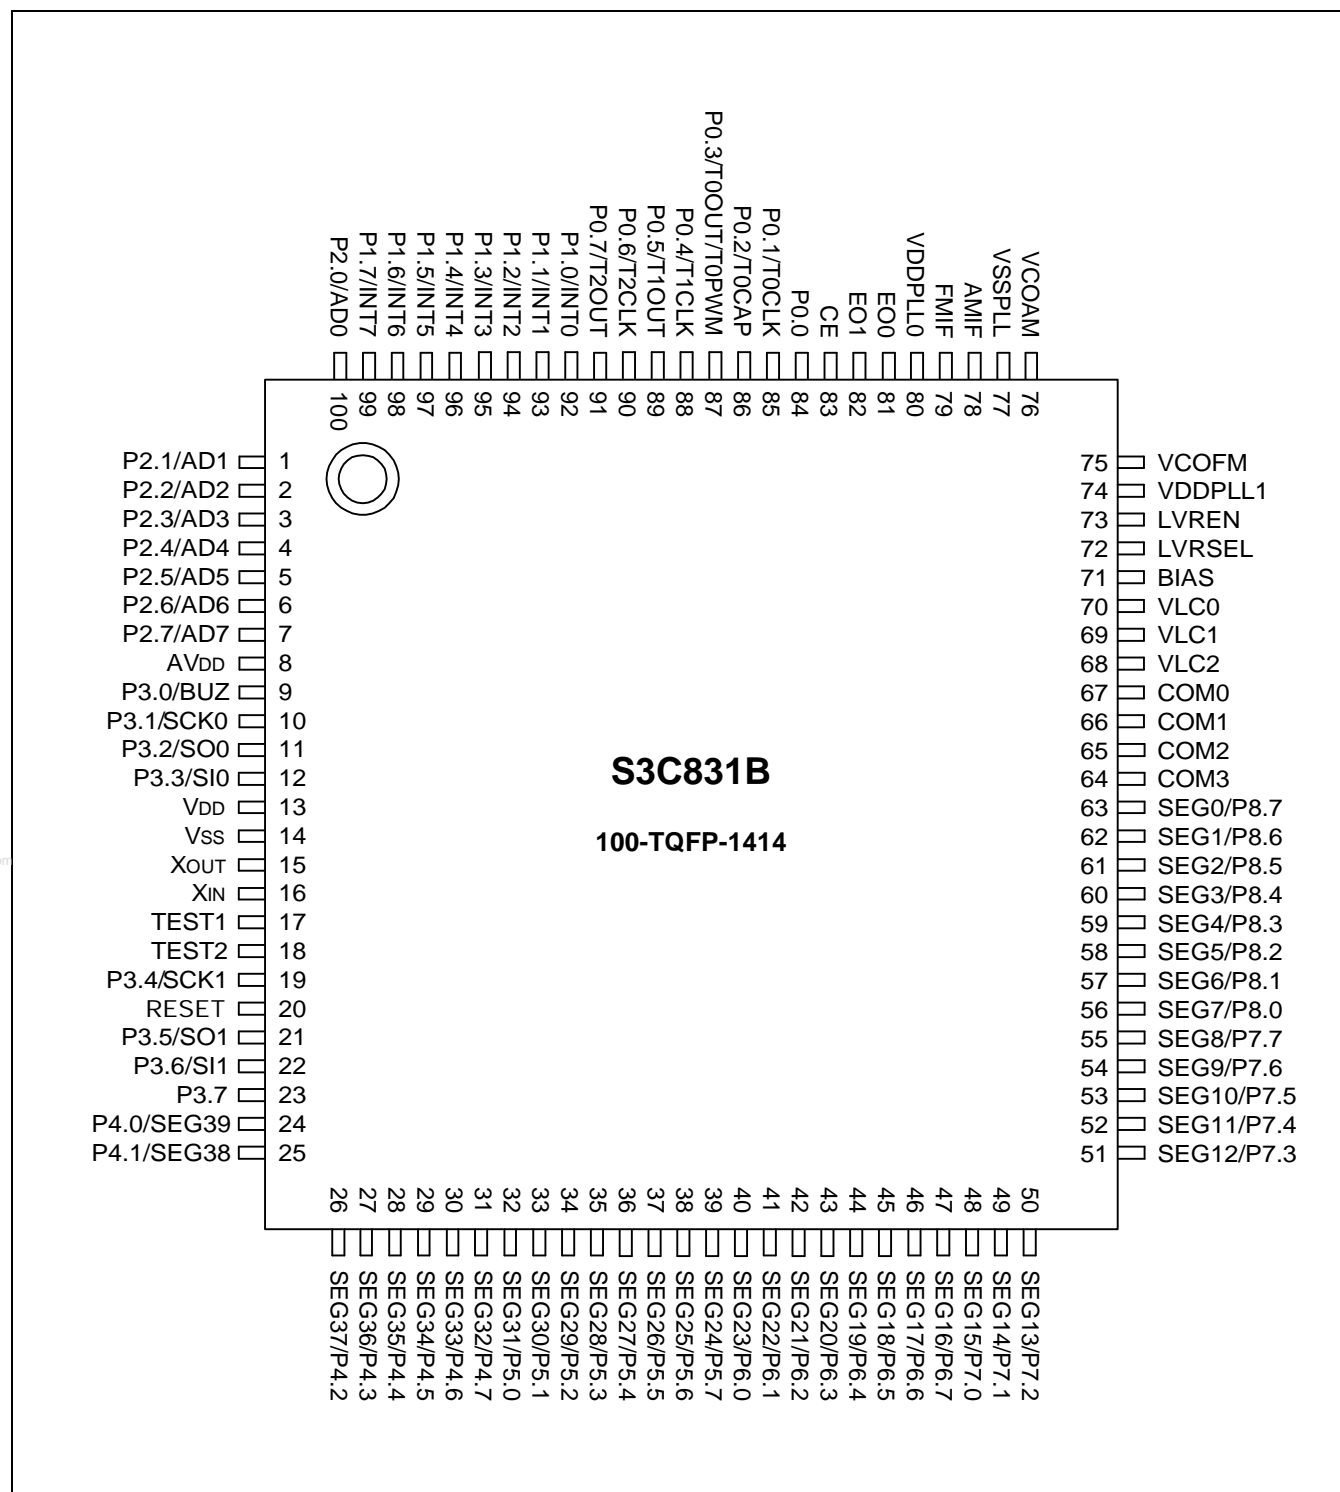 P2.0/AD0
P1.7/INT7
P1.6/INT6
P1.5/INT5
P1.4/INT4
P1.3/INT3
P1.2/INT2
P1.1/INT1
P1.0/INT0
P0.7/T2OUT
P0.6/T2CLK
P0.5/T1OUT
P0.4/T1CLK
P0.3/T0OUT/T0PWM
P0.2/T0CAP
P0.1/T0CLK
P0.0
CE
EO1
EO0
VDDPLL0
FMIF
AMIF
VSSPLL
VCOAM
100
99
98
97
96
95
94
93
92
91
90
89
88
87
86
85
84
83
82
81
80
79
78
77
76
P2.1/AD1 1
P2.2/AD2 2
P2.3/AD3 3
P2.4/AD4 4
P2.5/AD5 5
P2.6/AD6 6
P2.7/AD7 7
AVDD 8
P3.0/BUZ 9
P3.1/SCK0 10
P3.2/SO0 11
P3.3/SI0 12
VDD 13
VSS 14
XOUT 15
XIN 16
TEST1 17
TEST2 18
P3.4/SCK1 19
RESET 20
P3.5/SO1 21
P3.6/SI1 22
P3.7 23
P4.0/SEG39 24
P4.1/SEG38 25
S3C831B
100-TQFP-1414
75 VCOFM
74 VDDPLL1
73 LVREN
72 LVRSEL
71 BIAS
70 VLC0
69 VLC1
68 VLC2
67 COM0
66 COM1
65 COM2
64 COM3
63 SEG0/P8.7
62 SEG1/P8.6
61 SEG2/P8.5
60 SEG3/P8.4
59 SEG4/P8.3
58 SEG5/P8.2
57 SEG6/P8.1
56 SEG7/P8.0
55 SEG8/P7.7
54 SEG9/P7.6
53 SEG10/P7.5
52 SEG11/P7.4
51 SEG12/P7.3
26
27
28
29
30
31
32
33
34
35
36
37
38
39
40
41
42
43
44
45
46
47
48
49
50
SEG37/P4.2
SEG36/P4.3
SEG35/P4.4
SEG34/P4.5
SEG33/P4.6
SEG32/P4.7
SEG31/P5.0
SEG30/P5.1
SEG29/P5.2
SEG28/P5.3
SEG27/P5.4
SEG26/P5.5
SEG25/P5.6
SEG24/P5.7
SEG23/P6.0
SEG22/P6.1
SEG21/P6.2
SEG20/P6.3
SEG19/P6.4
SEG18/P6.5
SEG17/P6.6
SEG16/P6.7
SEG15/P7.0
SEG14/P7.1
SEG13/P7.2